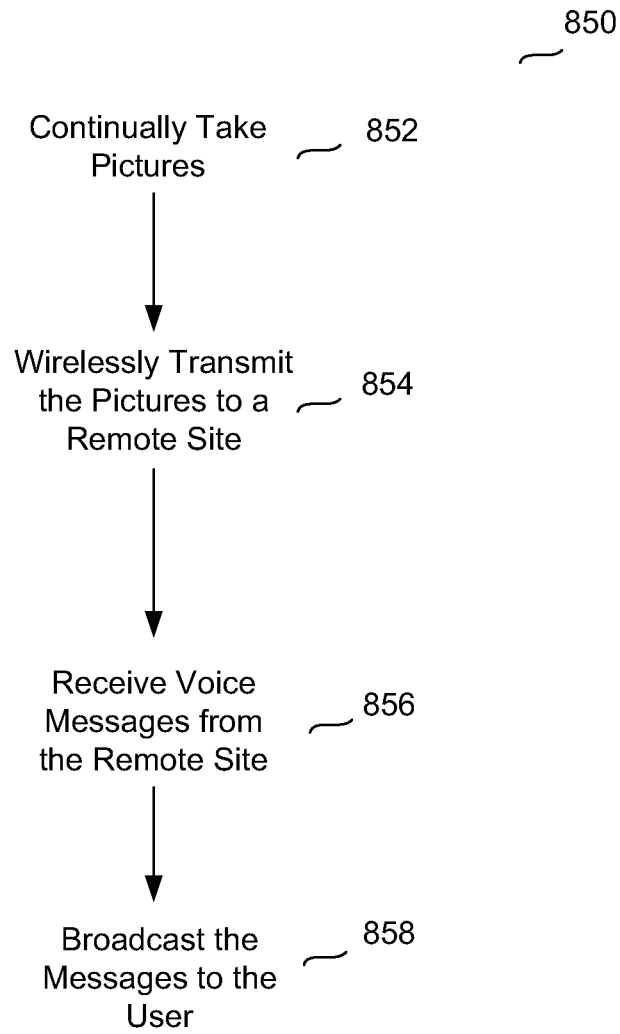 850
Continually Take
Pictures
852
Wirelessly Transmit
the Pictures to a
Remote Site
854
Receive Voice
Messages from
the Remote Site
856
Broadcast the
Messages to the
User
858